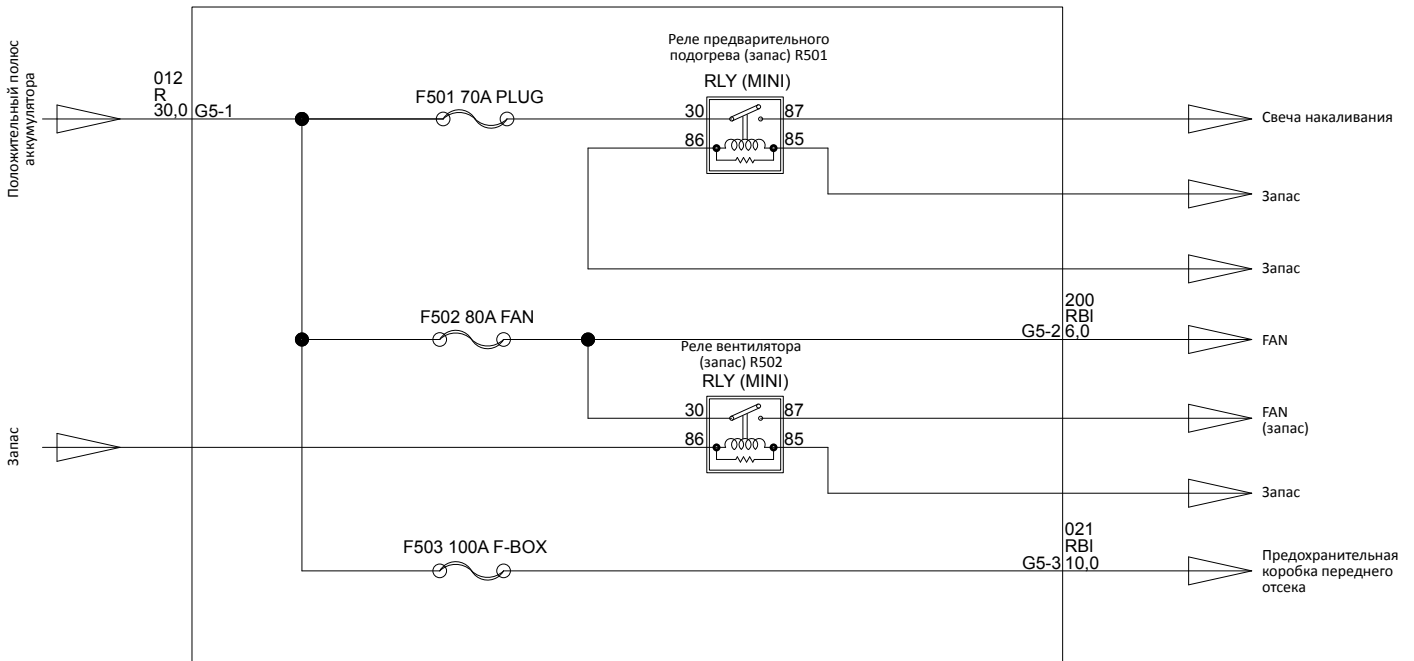 Реле предварительного
подогрева (запас) R501
RLY (MINI)
Положительный полюс
аккумулятора
012
R
30,0
G5-1
F501 70A PLUG
30
87
86
85
Свеча накаливания
Запас
Запас
F502 80A FAN
200
RBI
G5-2
6,0
FAN
Реле вентилятора
(запас) R502
RLY (MINI)
30
87
86
85
FAN
(запас)
Запас
Запас
F503 100A F-BOX
021
RBI
G5-3
10,0
Предохранительная
коробка переднего
отсека